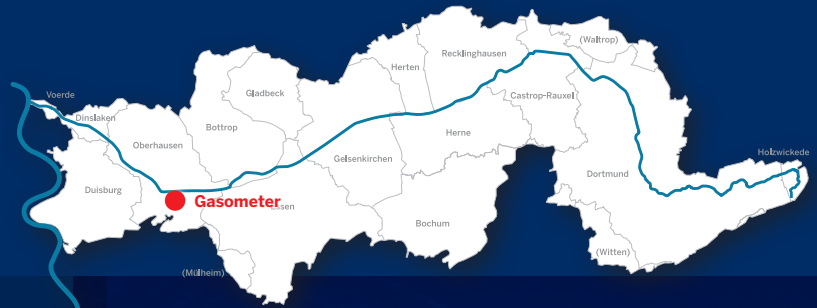 (Waltrop)
Recklinghausen
Herten
Gladbeck
Voerde
Castrop-Rauxel
Dinslaken
Bottrop
Herne
Oberhausen
Holzwickede
Gelsenkirchen
Dortmund
Duisburg
Gasometer
Essen
Bochum
(Witten)
(Mülheim)